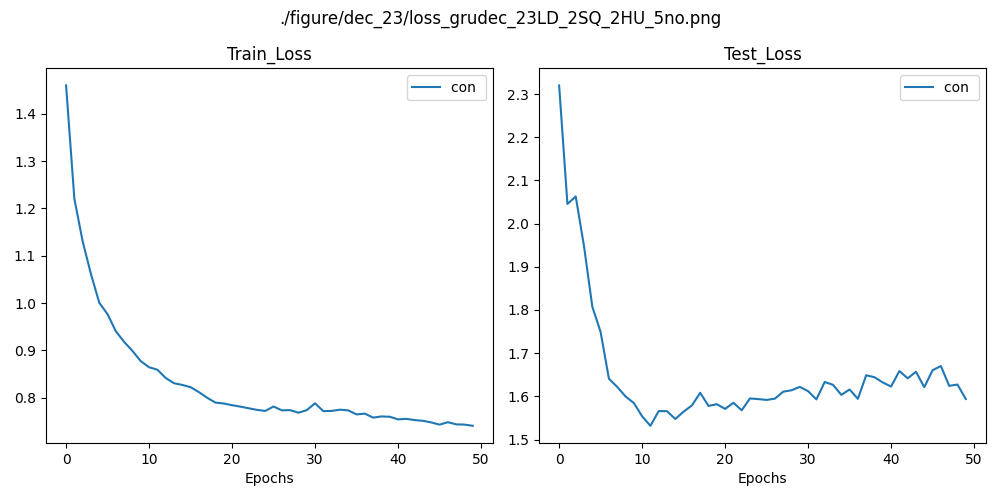 ./figure/dec_23/loss_grudec_23LD_2SQ_2HU_5no.png
Train_Loss
con
1.4
1.3
1.2
1.1
1.0
0.9
0.8
0 10 20 30 40 50
Epochs
Test_Loss
con
2.3
2.2
2.1
2.0
1.9
1.8
1.7
1.6
1.5
0 10 20 30 40 50
Epochs